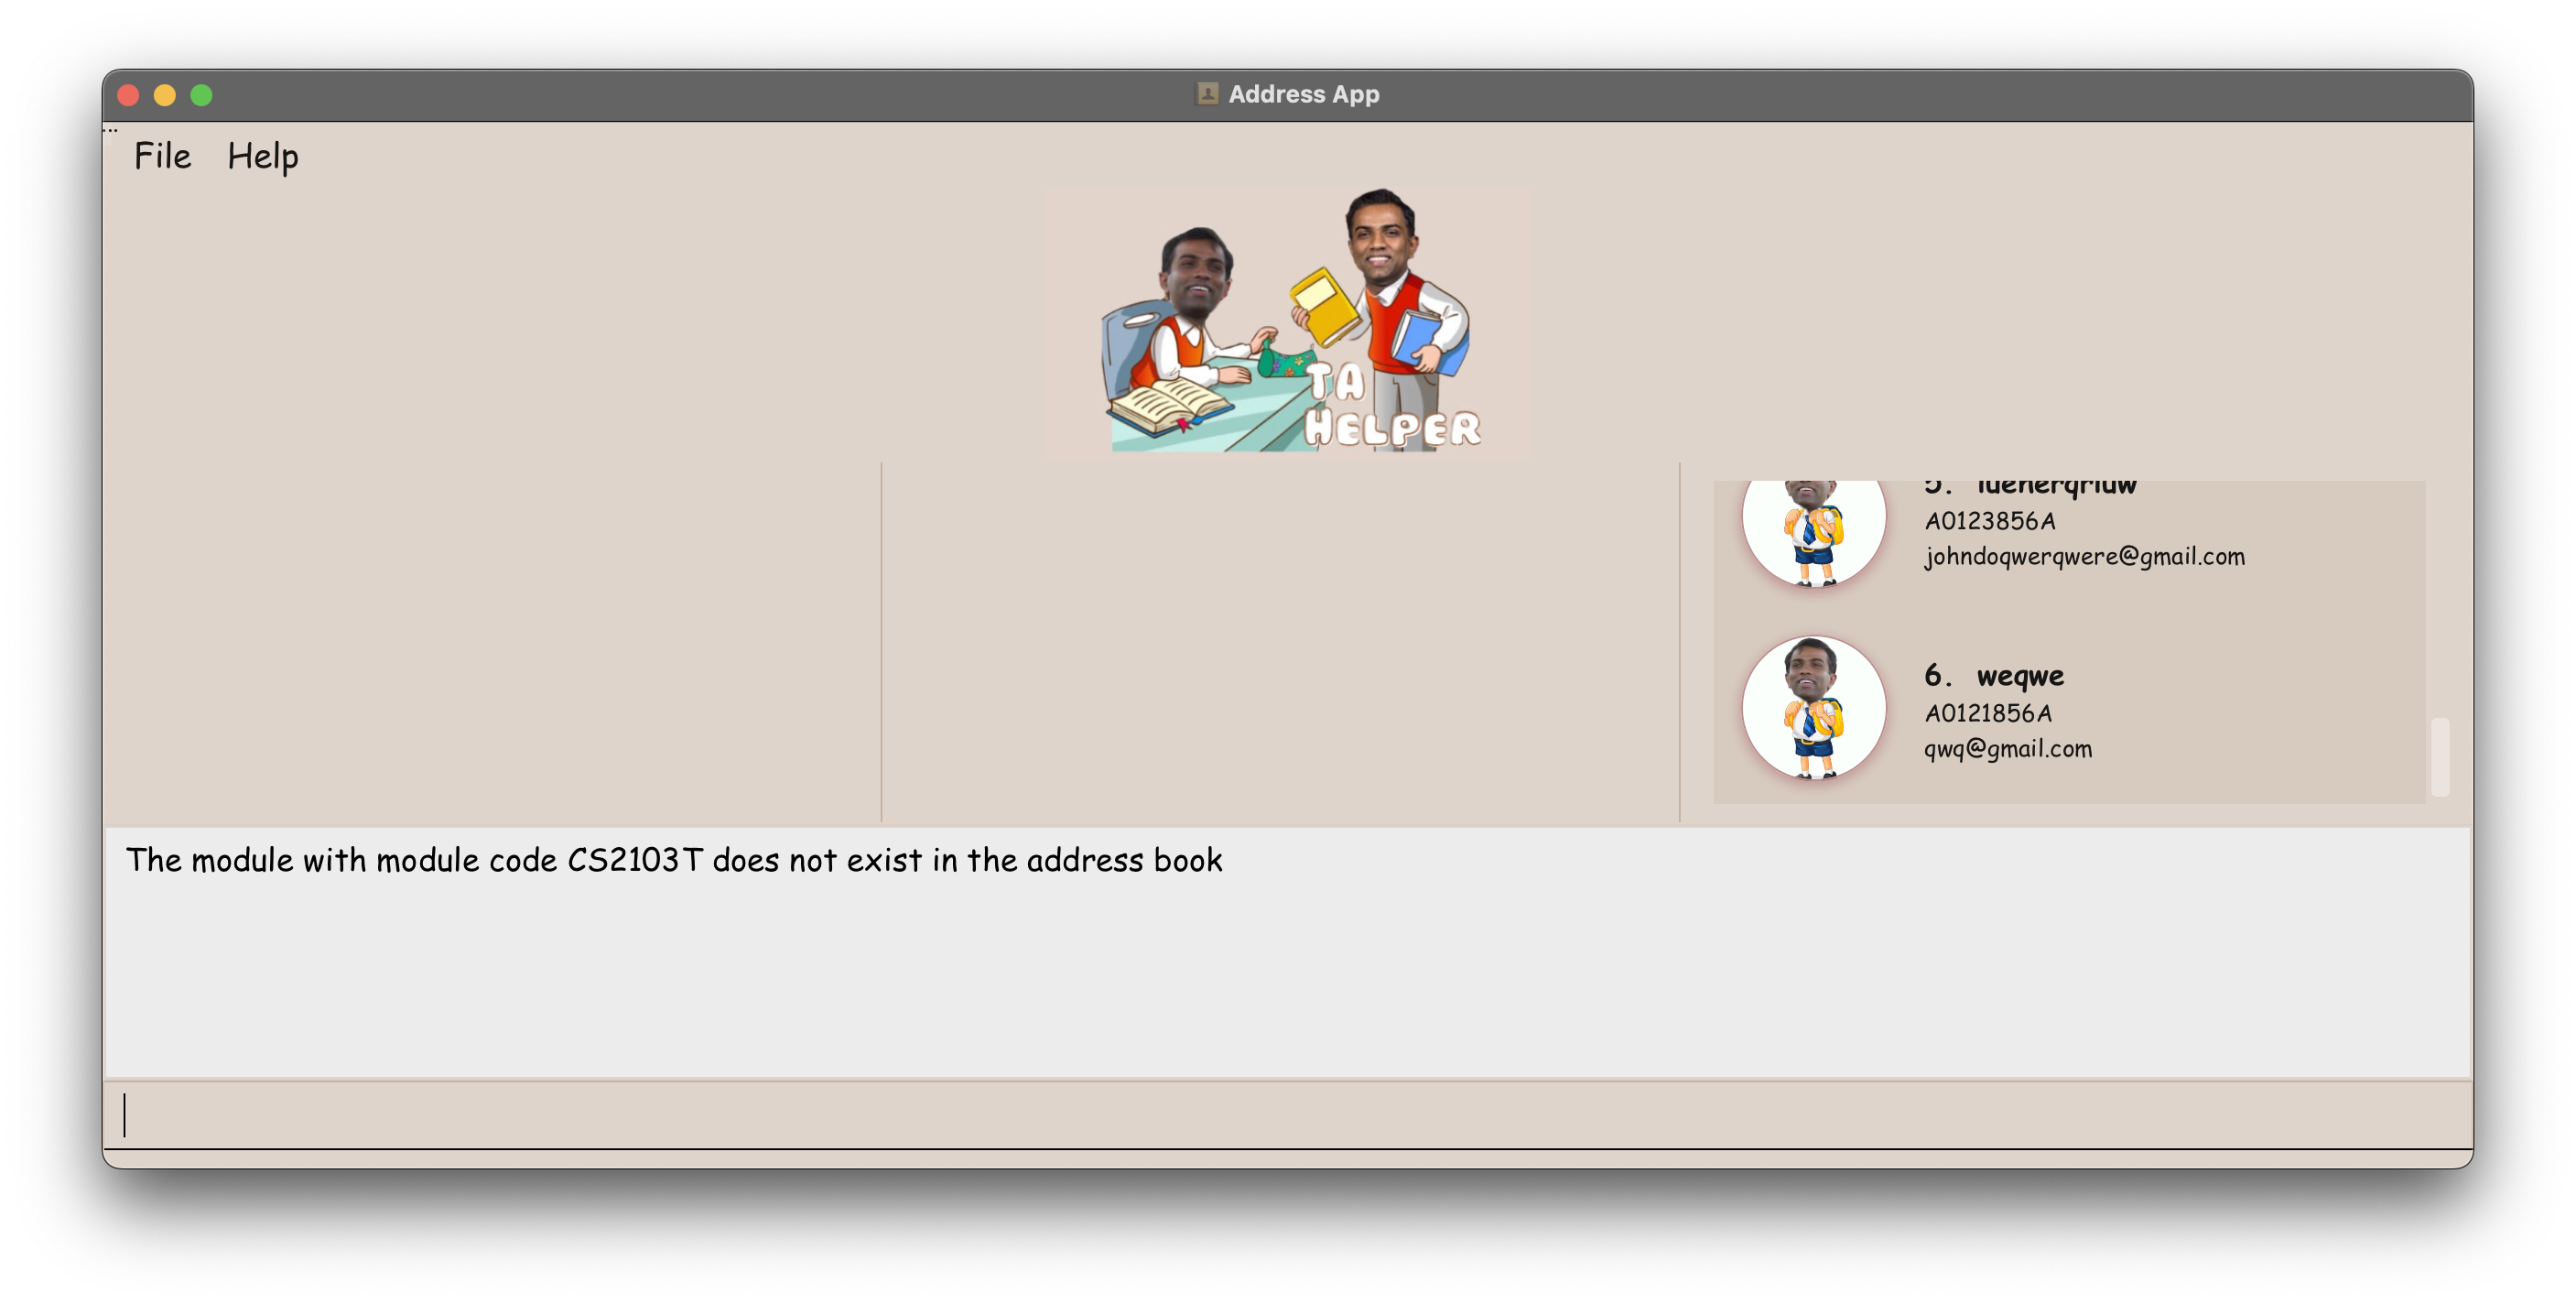 Address App
File Help
TA
HELPER
5.
A0123856A
johndoqwerqwere@gmail.com
6. weqwe
A0121856A
qwq@gmail.com
The module with module code CS2103T does not exist in the address book